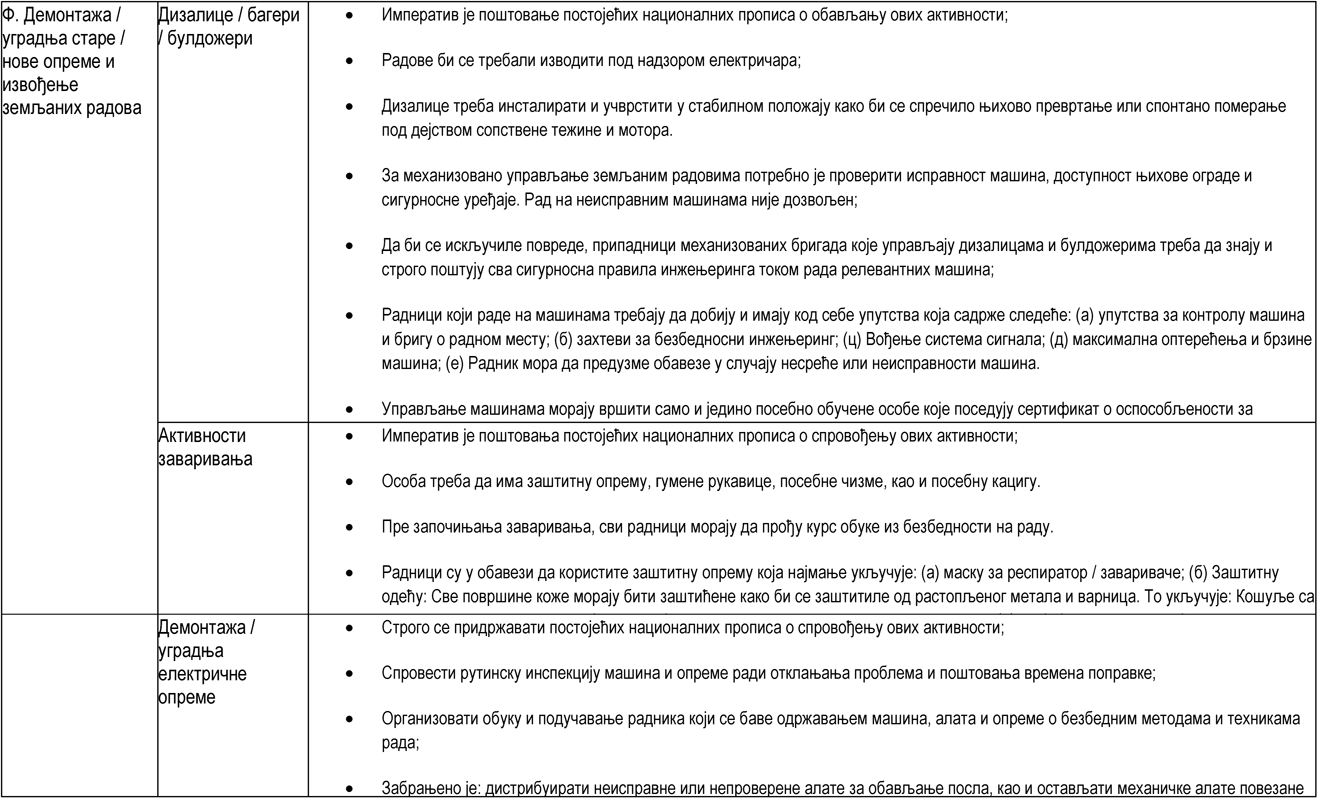 Ф. Демонтажа /
уградња старе /
нове опреме и
извођење
земљаних радова
Дизалице / багери
/ булдожери
• Императив је поштовање постојећих националних прописа о обављању ових активности;
• Радове би се требали изводити под надзором електричара;
• Дизалице треба инсталирати и учврстити у стабилном положају како би се спречило њихово превртање или спонтано померање
под дејством сопствене тежине и мотора.
• За механизовано управљање земљаним радовима потребно је проверити исправност машина, доступност њихове ограде и
сигурносне уређаје. Рад на неисправним машинама није дозвољен;
• Да би се искључиле повреде, припадници механизованих бригада које управљају дизалицама и булдожерима треба да знају и
строго поштују сва сигурносна правила инжењеринга током рада релевантних машина;
• Радници који раде на машинама требају да добију и имају код себе упутства која садрже следеће: (а) упутства за контролу машина
и бригу о радном месту; (б) захтеви за безбедносни инжењеринг; (ц) Вођење система сигнала; (д) максимална оптерећења и брзине
машина; (е) Радник мора да предузме обавезе у случају несреће или неисправности машина.
• Управљање машинама морају вршити само и једино посебно обучене особе које поседују сертификат о оспособљености за
Активности
заваривања
• Императив је поштовања постојећих националних прописа о спровођењу ових активности;
• Особа треба да има заштитну опрему, гумене рукавице, посебне чизме, као и посебну кацигу.
• Пре започињања заваривања, сви радници морају да прођу курс обуке из безбедности на раду.
• Радници су у обавези да користите заштитну опрему која најмање укључује: (а) маску за респиратор / завариваче; (б) Заштитну
одећу: Све површине коже морају бити заштићене како би се заштитиле од растопљеног метала и варница. То укључује: Кошуље са
Демонтажа /
уградња
електричне
опреме
• Строго се придржавати постојећих националних прописа о спровођењу ових активности;
• Спровести рутинску инспекцију машина и опреме ради отклањања проблема и поштовања времена поправке;
• Организовати обуку и подучавање радника који се баве одржавањем машина, алата и опреме о безбедним методама и техникама
рада;
• Забрањено је: дистрибуирати неисправне или непроверене алате за обављање посла, као и остављати механичке алате повезане